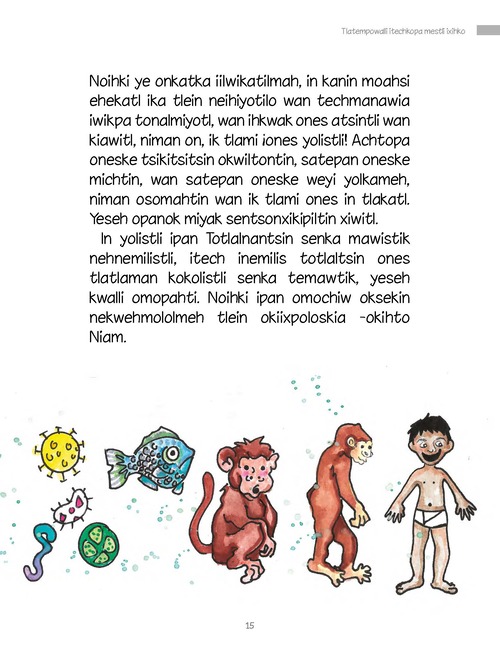 Tlatempowalli itechkopa mestli ixihko
Noihki ye onkatka iilwikatilmah, in kanin moahsi
ehekatl ika tlein neihiyotilo wan techmanawia
iwikpa tonalmiyotl, wan ihkwak ones atsintli wan
kiawitl, niman on, ik tlami iones yolistli! Achtopa
oneske tsikitsitsin okwiltontin, satepan oneske
michtin, wan satepan oneske weyi yolkameh,
niman osomahtin wan ik tlami ones in tlakatl.
Yeseh opanok miyak sentsonxikipiltin xiwitl.
In yolistli ipan Totlalnantsin senka mawistik
nehnemilistli, itech inemilis totlaltsin ones
tlatlaman kokolistli senka temawtik, yeseh
kwalli omopahti. Noihki ipan omochiw oksekin
nekwehmololmeh tlein okiixpoloskia -okihto
Niam.
15